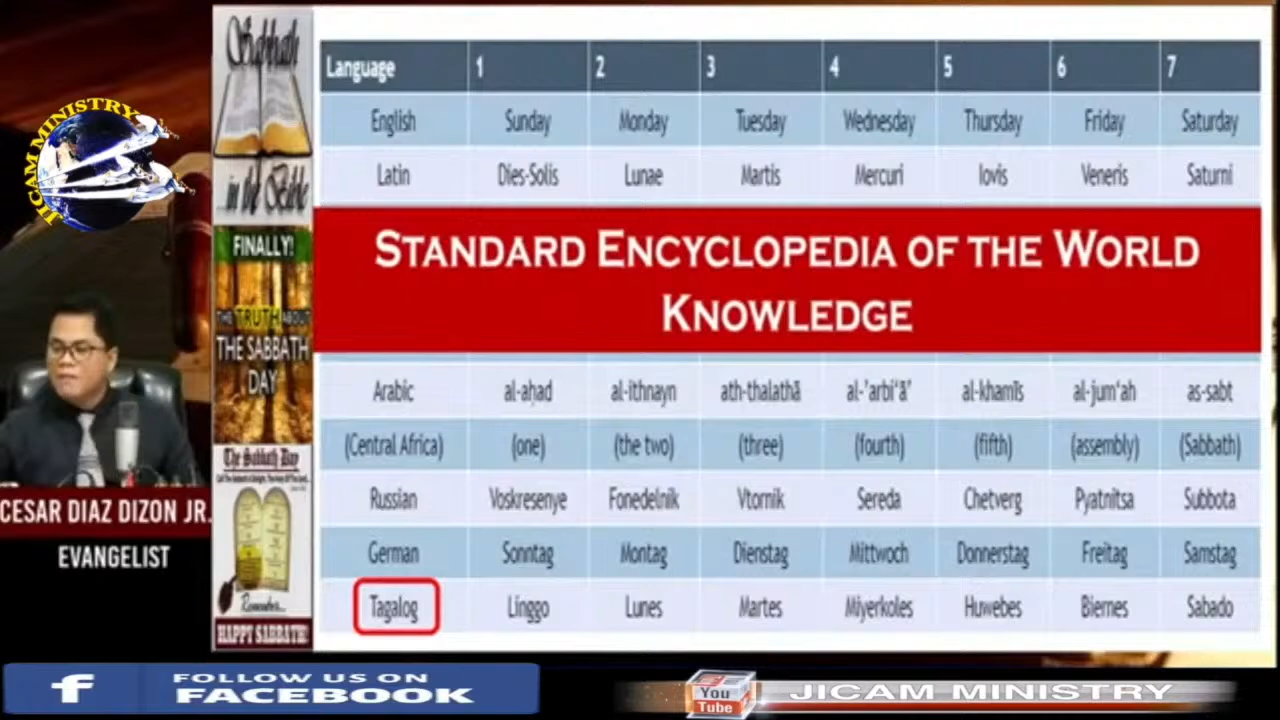 JICAM MINISTRY
CESAR DIAZ DIZON JR.
EVANGELIST
Sabbath
...in the Bible
FINALLY!
THE TRUTH ABOUT
THE SABBATH
DAY
The Sabbath Day
Remember...
HAPPY SABBATH!
Language 1 2 3 4 5 6 7
English Sunday Monday Tuesday Wednesday Thursday Friday Saturday
Latin Dies-Solis Lunae Martis Mercuri Iovis Veneris Saturni
STANDARD ENCYCLOPEDIA OF THE WORLD
KNOWLEDGE
Arabic al-aḥad al-ithnayn ath-thalathā al-'arbi'ā' al-khamīs al-jum'ah as-sabt
(Central Africa) (one) (the two) (three) (fourth) (fifth) (assembly) (Sabbath)
Russian Voskresenye Fonedelnik Vtornik Sereda Chetverg Pyatnitsa Subbota
German Sonntag Montag Dienstag Mittwoch Donnerstag Freitag Samstag
Tagalog Linggo Lunes Martes Miyerkoles Huwebes Biernes Sabado
f FOLLOW US ON
FACEBOOK
You
Tube
JICAM MINISTRY